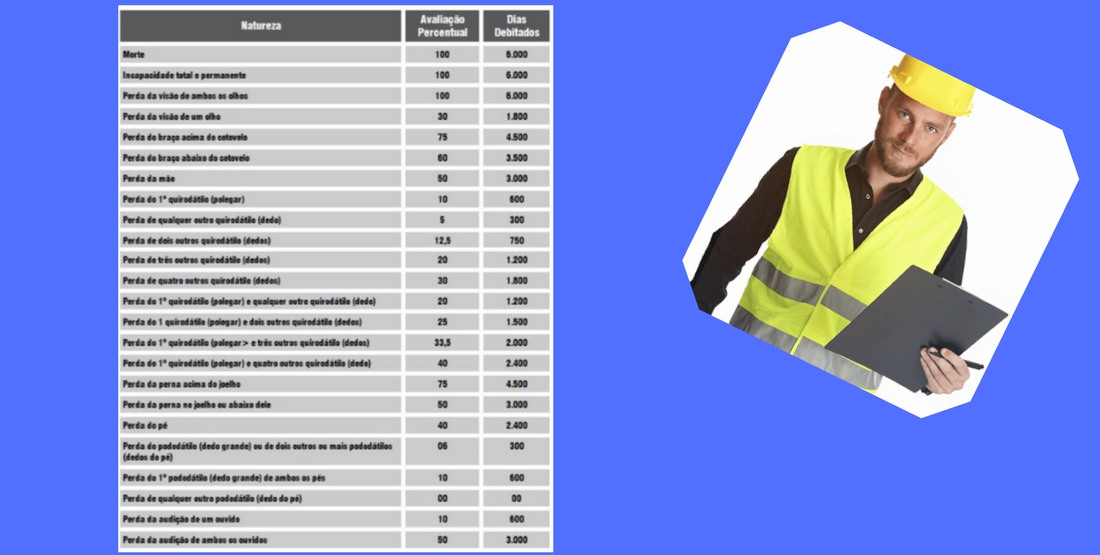 Natureza Avaliação Percentual Dias Debitados
Morte 100 6.000
Incapacidade total e permanente 100 6.000
Perda da visão de ambos os olhos 100 6.000
Perda da visão de um olho 30 1.800
Perda do braço acima de cotovelo 75 4.500
Perda do braço abaixo do cotovelo 60 3.500
Perda da mão 50 3.000
Perda do 1º quirodátilo (polegar) 10 600
Perda de qualquer outro quirodátilo (dedo) 5 300
Perda de dois outros quirodátilo (dedos) 12,5 750
Perda de três outros quirodátilo (dedos) 20 1.200
Perda de quatro outros quirodátilo (dedos) 30 1.800
Perda do 1º quirodátilo (polegar) e qualquer outro quirodátilo (dedo) 20 1.200
Perda do 1 quirodátilo (polegar) e dois outros quirodátilo (dedos) 25 1.500
Perda do 1º quirodátilo (polegar> e três outros quirodátilo (dedos) 33,5 2.000
Perda do 1º quirodátilo (polegar) e quatro outros quirodátilo (dedo) 40 2.400
Perda da perna acima do joelho 75 4.500
Perda da perna no joelho ou abaixo dele 50 3.000
Perda do pé 40 2.400
Perda do pododátilo (dedo grande) ou de dois outros ou mais pododátilos 06 300
(dedos do pé)
Perda do 1º pododátilo (dedo grande) de ambos os pés 10 600
Perda de qualquer outro pododátilo (dedo do pé) 00 00
Perda da audição de um ouvido 10 600
Perda da audição de ambos os ouvidos 50 3.000